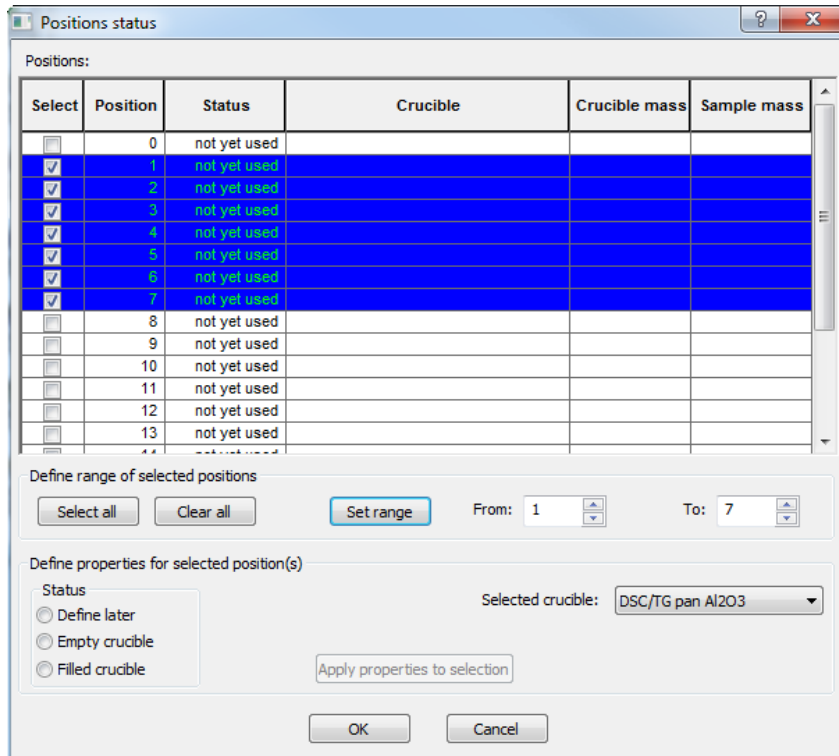 Positions status
Positions:
Select Position Status Crucible Crucible mass Sample mass
0 not yet used
1 not yet used
2 not yet used
3 not yet used
4 not yet used
5 not yet used
6 not yet used
7 not yet used
8 not yet used
9 not yet used
10 not yet used
11 not yet used
12 not yet used
13 not yet used
Define range of selected positions
Select all Clear all Set range From: 1 To: 7
Define properties for selected position(s)
Status
Selected crucible: DSC/TG pan Al2O3
Define later
Empty crucible
Filled crucible Apply properties to selection
OK Cancel